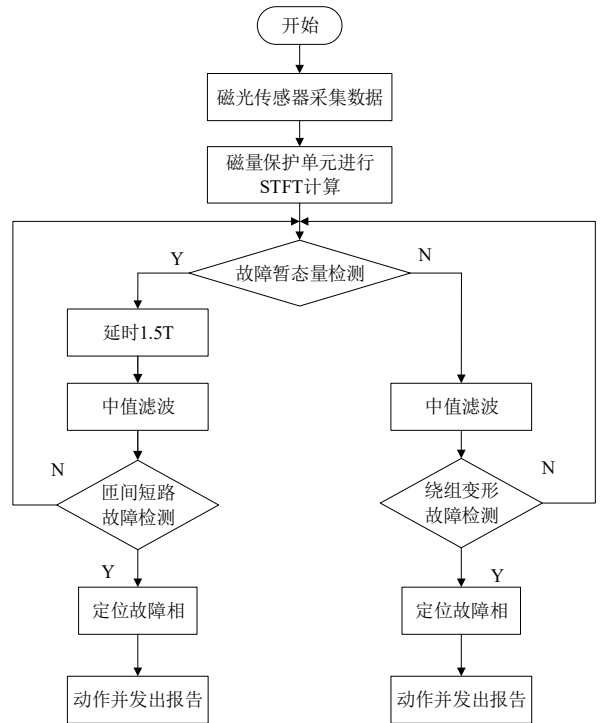 开始
磁光传感器采集数据
磁量保护单元进行
STFT计算
Y
故障暂态量检测
N
延时1.5T
中值滤波
中值滤波
N
匝间短路
故障检测
绕组变形
故障检测
N
Y
Y
定位故障相
定位故障相
动作并发出报告
动作并发出报告